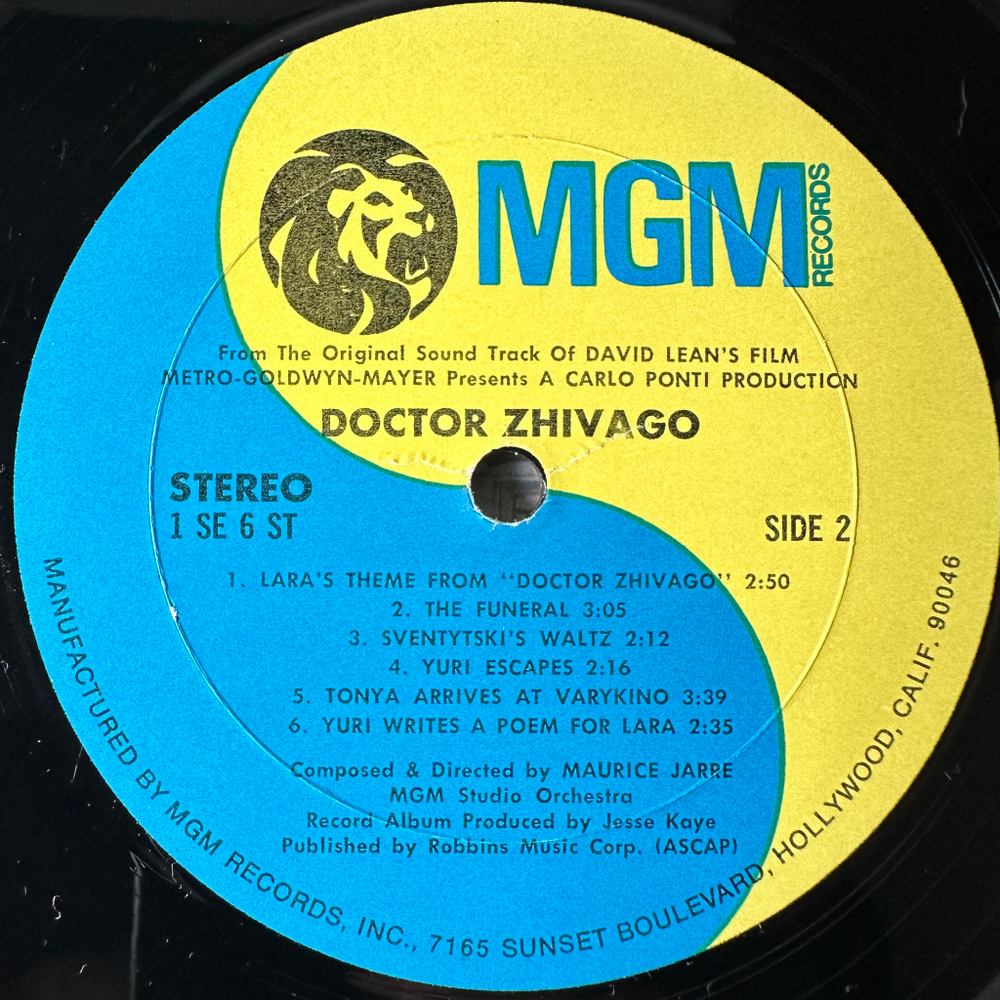 MGM RECORDS
From The Original Sound Track Of DAVID LEAN'S FILM
METRO-GOLDWYN-MAYER Presents A CARLO PONTI PRODUCTION
DOCTOR ZHIVAGO
STEREO
1 SE 6 ST
SIDE 2
1. LARA'S THEME FROM "DOCTOR ZHIVAGO" 2:50
2. THE FUNERAL 3:05
3. SVENTYTSKI'S WALTZ 2:12
4. YURI ESCAPES 2:16
5. TONYA ARRIVES AT VARYKINO 3:39
6. YURI WRITES A POEM FOR LARA 2:35
Composed & Directed by MAURICE JARRE
MGM Studio Orchestra
Record Album Produced by Jesse Kaye
Published by Robbins Music Corp. (ASCAP)
MANUFACTURED BY MGM RECORDS, INC., 7165 SUNSET BOULEVARD, HOLLYWOOD, CALIF. 90046